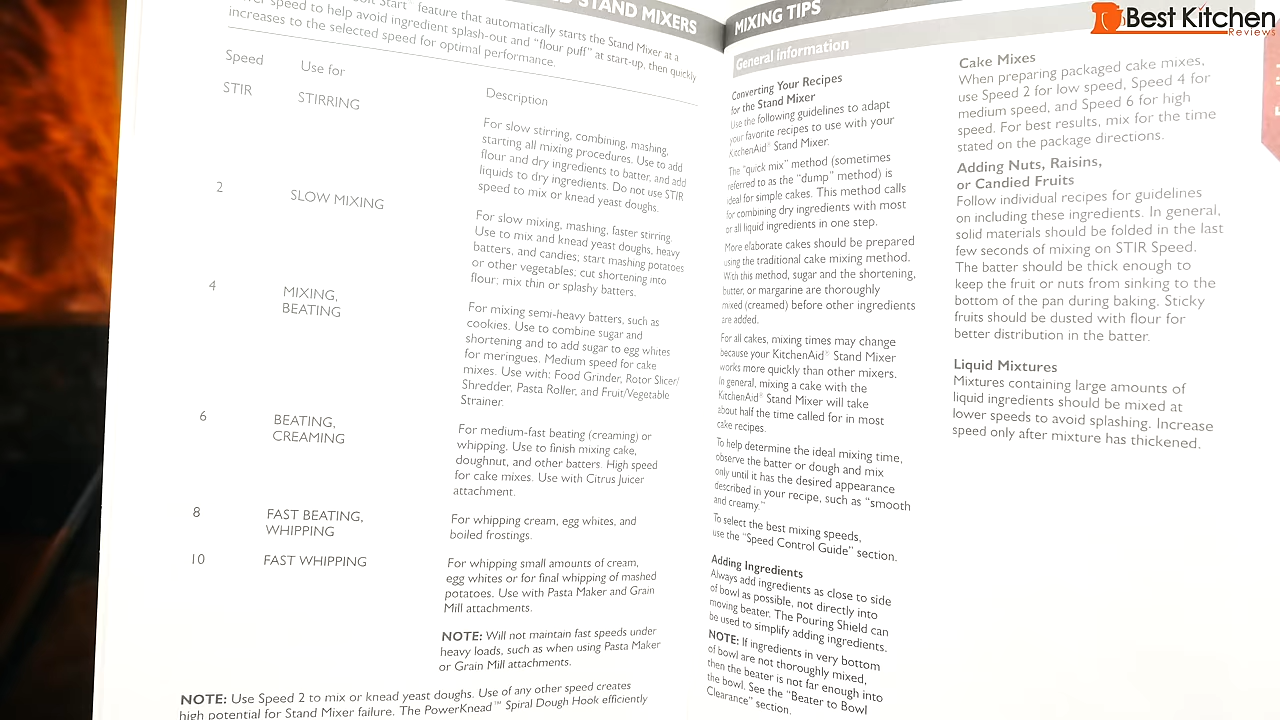 STAND MIXERS
feature that automatically starts the Stand Mixer at a
speed to help avoid ingredient splash-out and "flour puff" at start-up, then quickly
increases to the selected speed for optimal performance.
Speed Use for Description
STIR STIRRING
For slow stirring, combining, mashing,
starting all mixing procedures. Use to add
flour and dry ingredients to batter, and add
liquids to dry ingredients. Do not use STIR
speed to mix or knead yeast doughs.
2 SLOW MIXING
For slow mixing, mashing, faster stirring.
Use to mix and knead yeast doughs, heavy
batters, and candies; start mashing potatoes
or other vegetables; cut shortening into
flour; mix thin or splashy batters.
4 MIXING,
BEATING
For mixing semi-heavy batters, such as
cookies. Use to combine sugar and
shortening and to add sugar to egg whites
for meringues. Medium speed for cake
mixes. Use with: Food Grinder, Rotor Slicer/
Shredder, Pasta Roller, and Fruit/Vegetable
Strainer.
6 BEATING,
CREAMING
For medium-fast beating (creaming) or
whipping. Use to finish mixing cake,
doughnut, and other batters. High speed
for cake mixes. Use with Citrus Juicer
attachment.
8 FAST BEATING,
WHIPPING
For whipping cream, egg whites, and
boiled frostings.
10 FAST WHIPPING
For whipping small amounts of cream,
egg whites or for final whipping of mashed
potatoes. Use with Pasta Maker and Grain
Mill attachments.
NOTE: Will not maintain fast speeds under
heavy loads, such as when using Pasta Maker
or Grain Mill attachments.
NOTE: Use Speed 2 to mix or knead yeast doughs. Use of any other speed creates
high potential for Stand Mixer failure. The PowerKnead™ Spiral Dough Hook efficiently
MIXING TIPS
General information
Converting Your Recipes
for the Stand Mixer
Use the following guidelines to adapt
your favorite recipes to use with your
KitchenAid® Stand Mixer.
The "quick mix" method (sometimes
referred to as the "dump" method) is
ideal for simple cakes. This method calls
for combining dry ingredients with most
or all liquid ingredients in one step.
More elaborate cakes should be prepared
using the traditional cake mixing method.
With this method, sugar and the shortening,
butter, or margarine are thoroughly
mixed (creamed) before other ingredients
are added.
For all cakes, mixing times may change
because your KitchenAid® Stand Mixer
works more quickly than other mixers.
In general, mixing a cake with the
KitchenAid® Stand Mixer will take
about half the time called for in most
cake recipes.
To help determine the ideal mixing time,
observe the batter or dough and mix
only until it has the desired appearance
described in your recipe, such as "smooth
and creamy."
To select the best mixing speeds,
use the "Speed Control Guide" section.
Adding Ingredients
Always add ingredients as close to side
of bowl as possible, not directly into
moving beater. The Pouring Shield can
be used to simplify adding ingredients.
NOTE: If ingredients in very bottom
of bowl are not thoroughly mixed,
then the beater is not far enough into
the bowl. See the "Beater to Bowl
Clearance" section.
Cake Mixes
When preparing packaged cake mixes,
use Speed 2 for low speed, Speed 4 for
medium speed, and Speed 6 for high
speed. For best results, mix for the time
stated on the package directions.
Adding Nuts, Raisins,
or Candied Fruits
Follow individual recipes for guidelines
on including these ingredients. In general,
solid materials should be folded in the last
few seconds of mixing on STIR Speed.
The batter should be thick enough to
keep the fruit or nuts from sinking to the
bottom of the pan during baking. Sticky
fruits should be dusted with flour for
better distribution in the batter.
Liquid Mixtures
Mixtures containing large amounts of
liquid ingredients should be mixed at
lower speeds to avoid splashing. Increase
speed only after mixture has thickened.
Best Kitchen
Reviews